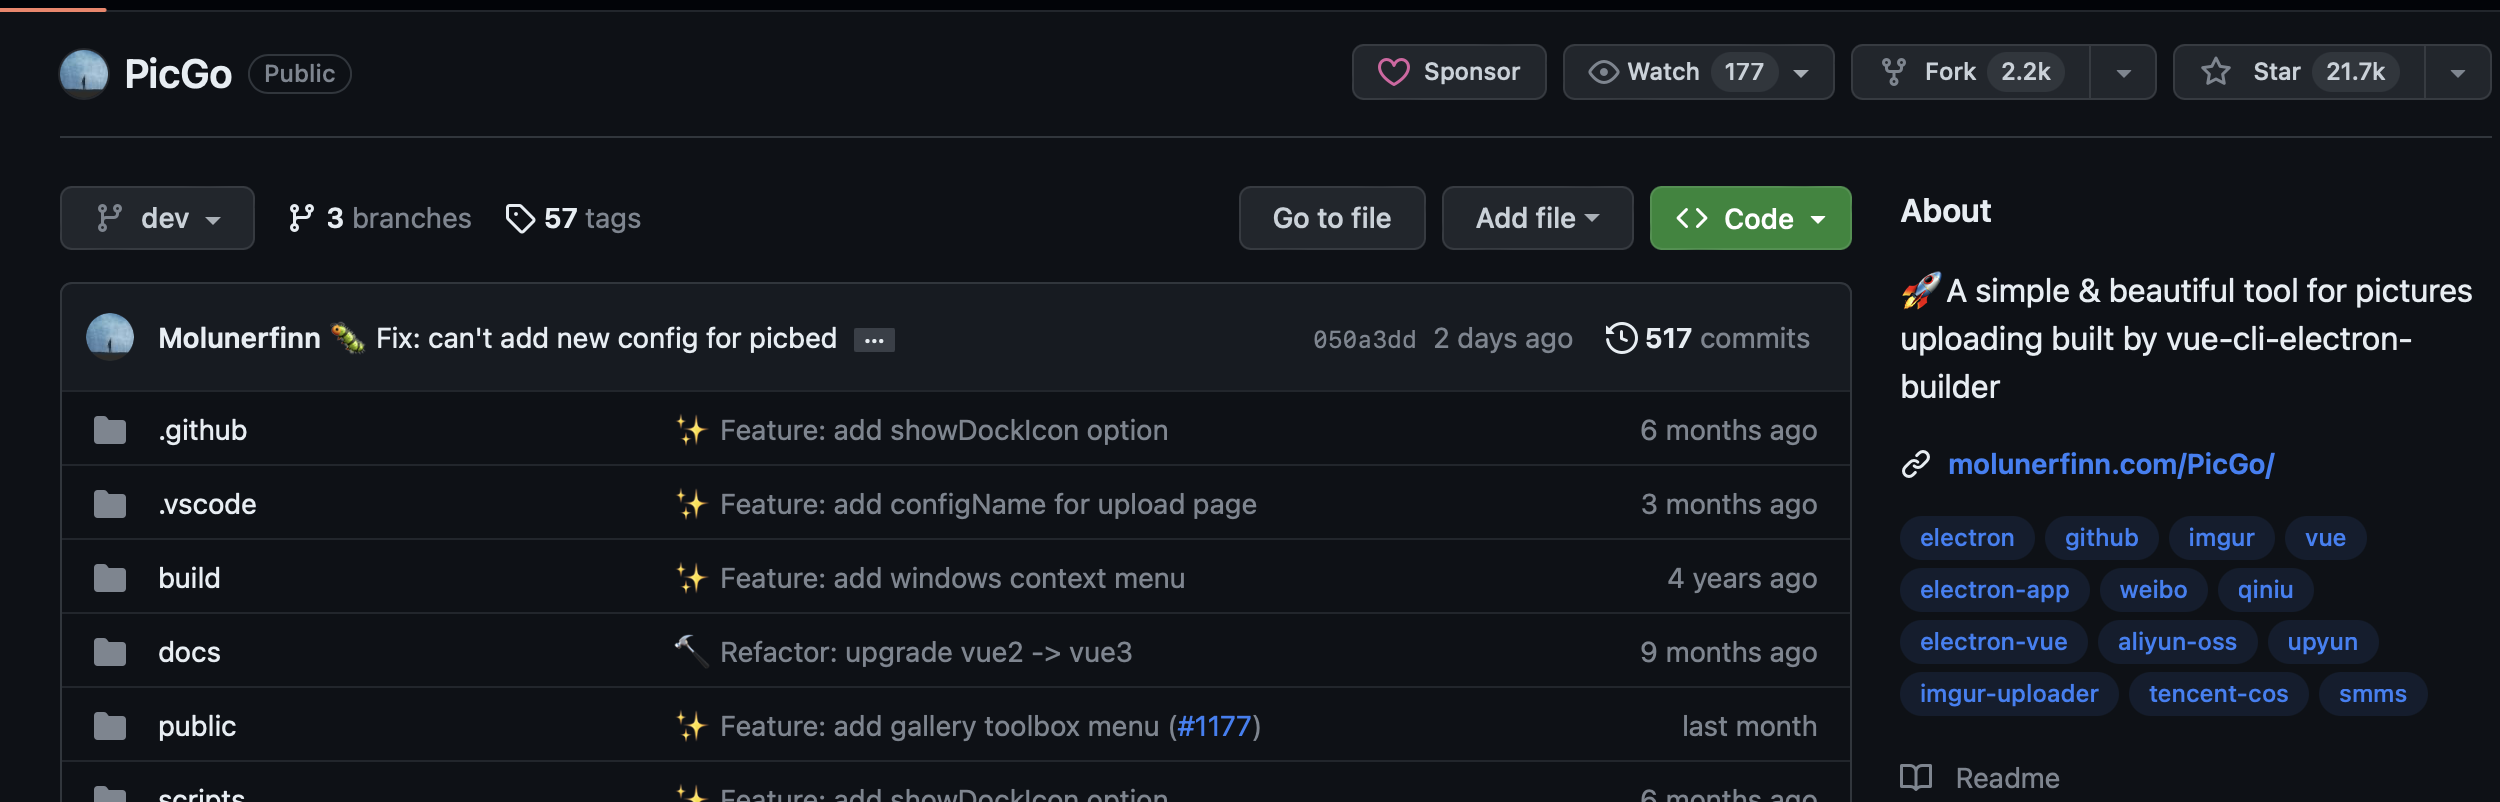 PicGo Public Sponsor Watch 177 Fork 2.2k Star 21.7k
dev 3 branches 57 tags Go to file Add file <> Code
Molunerfinn 🐛 Fix: can't add new config for picbed ... 050a3dd 2 days ago 517 commits
.github ✨ Feature: add showDockIcon option 6 months ago
.vscode ✨ Feature: add configName for upload page 3 months ago
build ✨ Feature: add windows context menu 4 years ago
docs 🔨 Refactor: upgrade vue2 -> vue3 9 months ago
public ✨ Feature: add gallery toolbox menu (#1177) last month
scripts ✨ Feature: add showDockIcon option 6 months ago
About
🚀A simple & beautiful tool for pictures
uploading built by vue-cli-electron-
builder
molunerfinn.com/PicGo/
electron github imgur vue
electron-app weibo qiniu
electron-vue aliyun-oss upyun
imgur-uploader tencent-cos smms
Readme